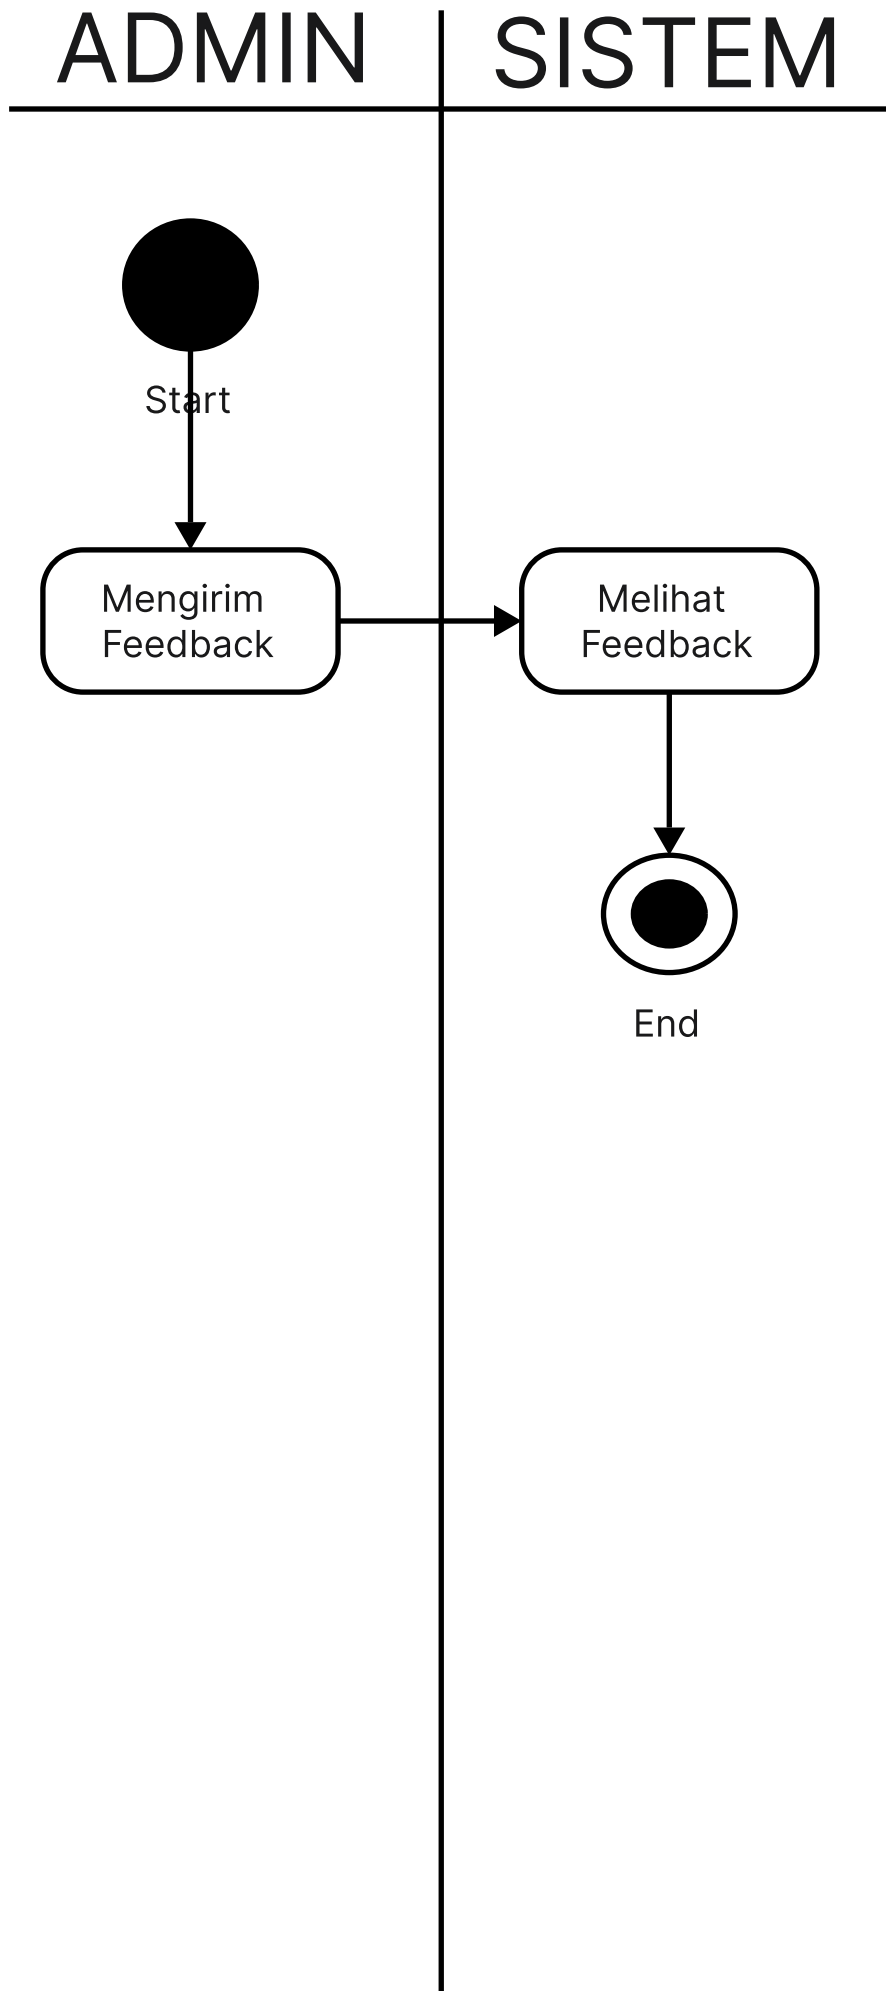 ADMIN
SISTEM
Start
Mengirim
Feedback
Melihat
Feedback
End